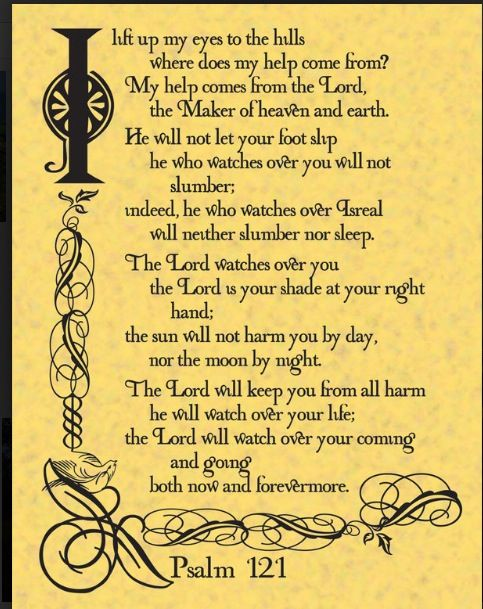 I lift up my eyes to the hills
where does my help come from?
My help comes from the Lord,
the Maker of heaven and earth.
He will not let your foot slip
he who watches over you will not
slumber;
indeed, he who watches over Isreal
will neither slumber nor sleep.
The Lord watches over you
the Lord is your shade at your right
hand;
the sun will not harm you by day,
nor the moon by night.
The Lord will keep you from all harm
he will watch over your life;
the Lord will watch over your coming
and going
both now and forevermore.
Psalm 121